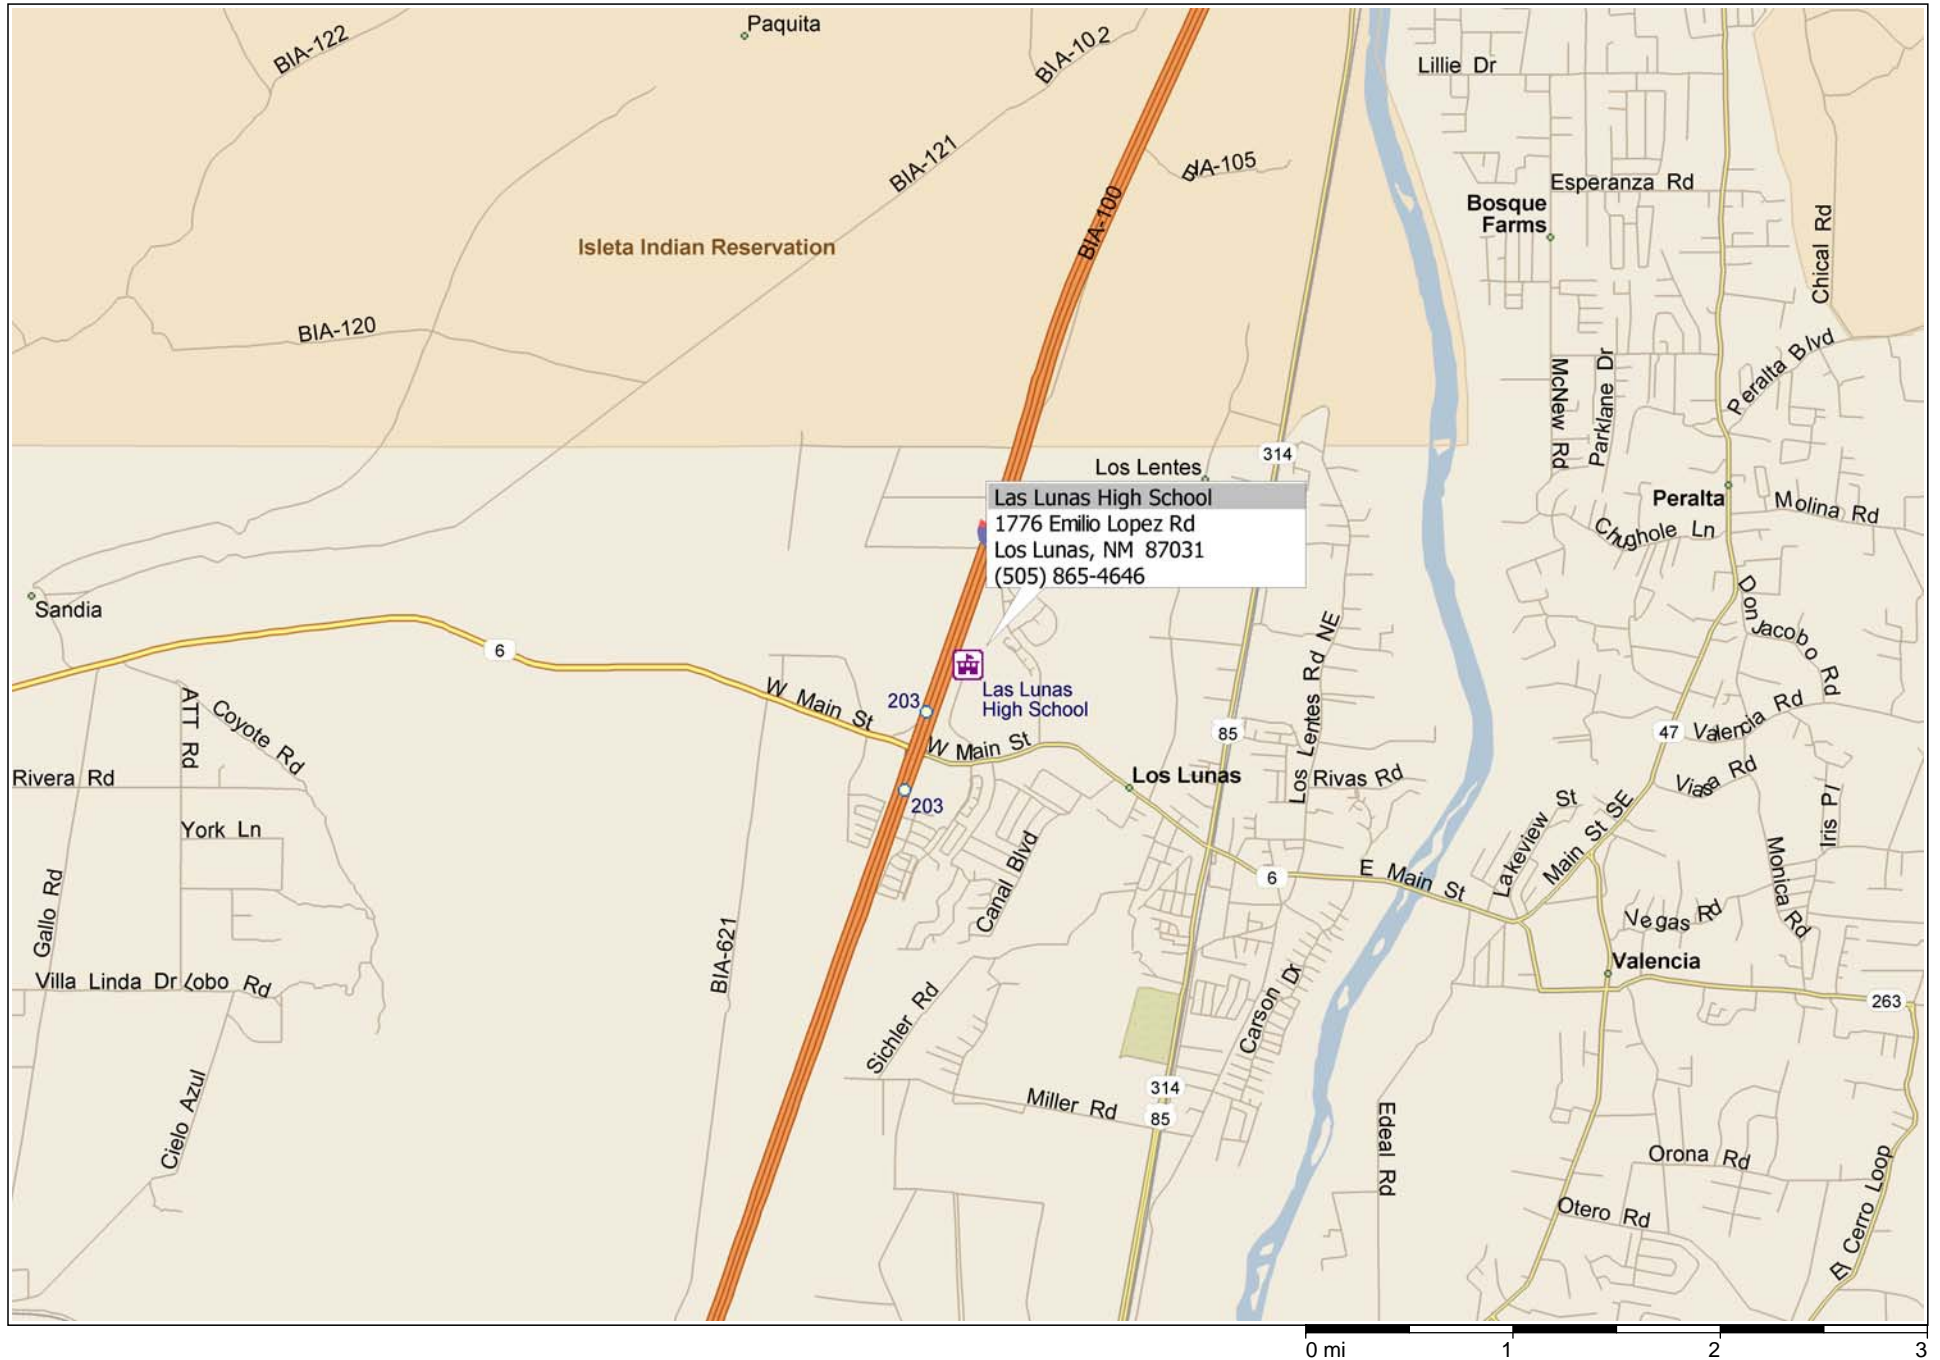 BIA-122
Paquita
BIA-102
Lillie Dr
BIA-121
BIA-105
Esperanza Rd
Bosque
Farms
BIA-100
Chical Rd
Isleta Indian Reservation
BIA-120
Peralta Blvd
McNew Rd
Parklane Dr
314
Los Lentes
Las Lunas High School
1776 Emilio Lopez Rd
Los Lunas, NM 87031
(505) 865-4646
Peralta
Molina Rd
Chughole Ln
Sandia
Don Jacobo Rd
6
Los Lentes Rd NE
W Main St
203
Las Lunas
High School
ATT Rd
Coyote Rd
85
47
Valencia Rd
W Main St
Los Lunas
Rivas Rd
Rivera Rd
203
Viasa Rd
Iris Pl
York Ln
Lakeview St
Main St SE
Monica Rd
Canal Blvd
6
E Main St
Gallo Rd
Vegas Rd
BIA-621
Valencia
Villa Linda Dr
Lobo Rd
263
Sichler Rd
Carson Dr
314
85
Miller Rd
Edeal Rd
Cielo Azul
Orona Rd
Otero Rd
El Cerro Loop
0 mi 1 2 3